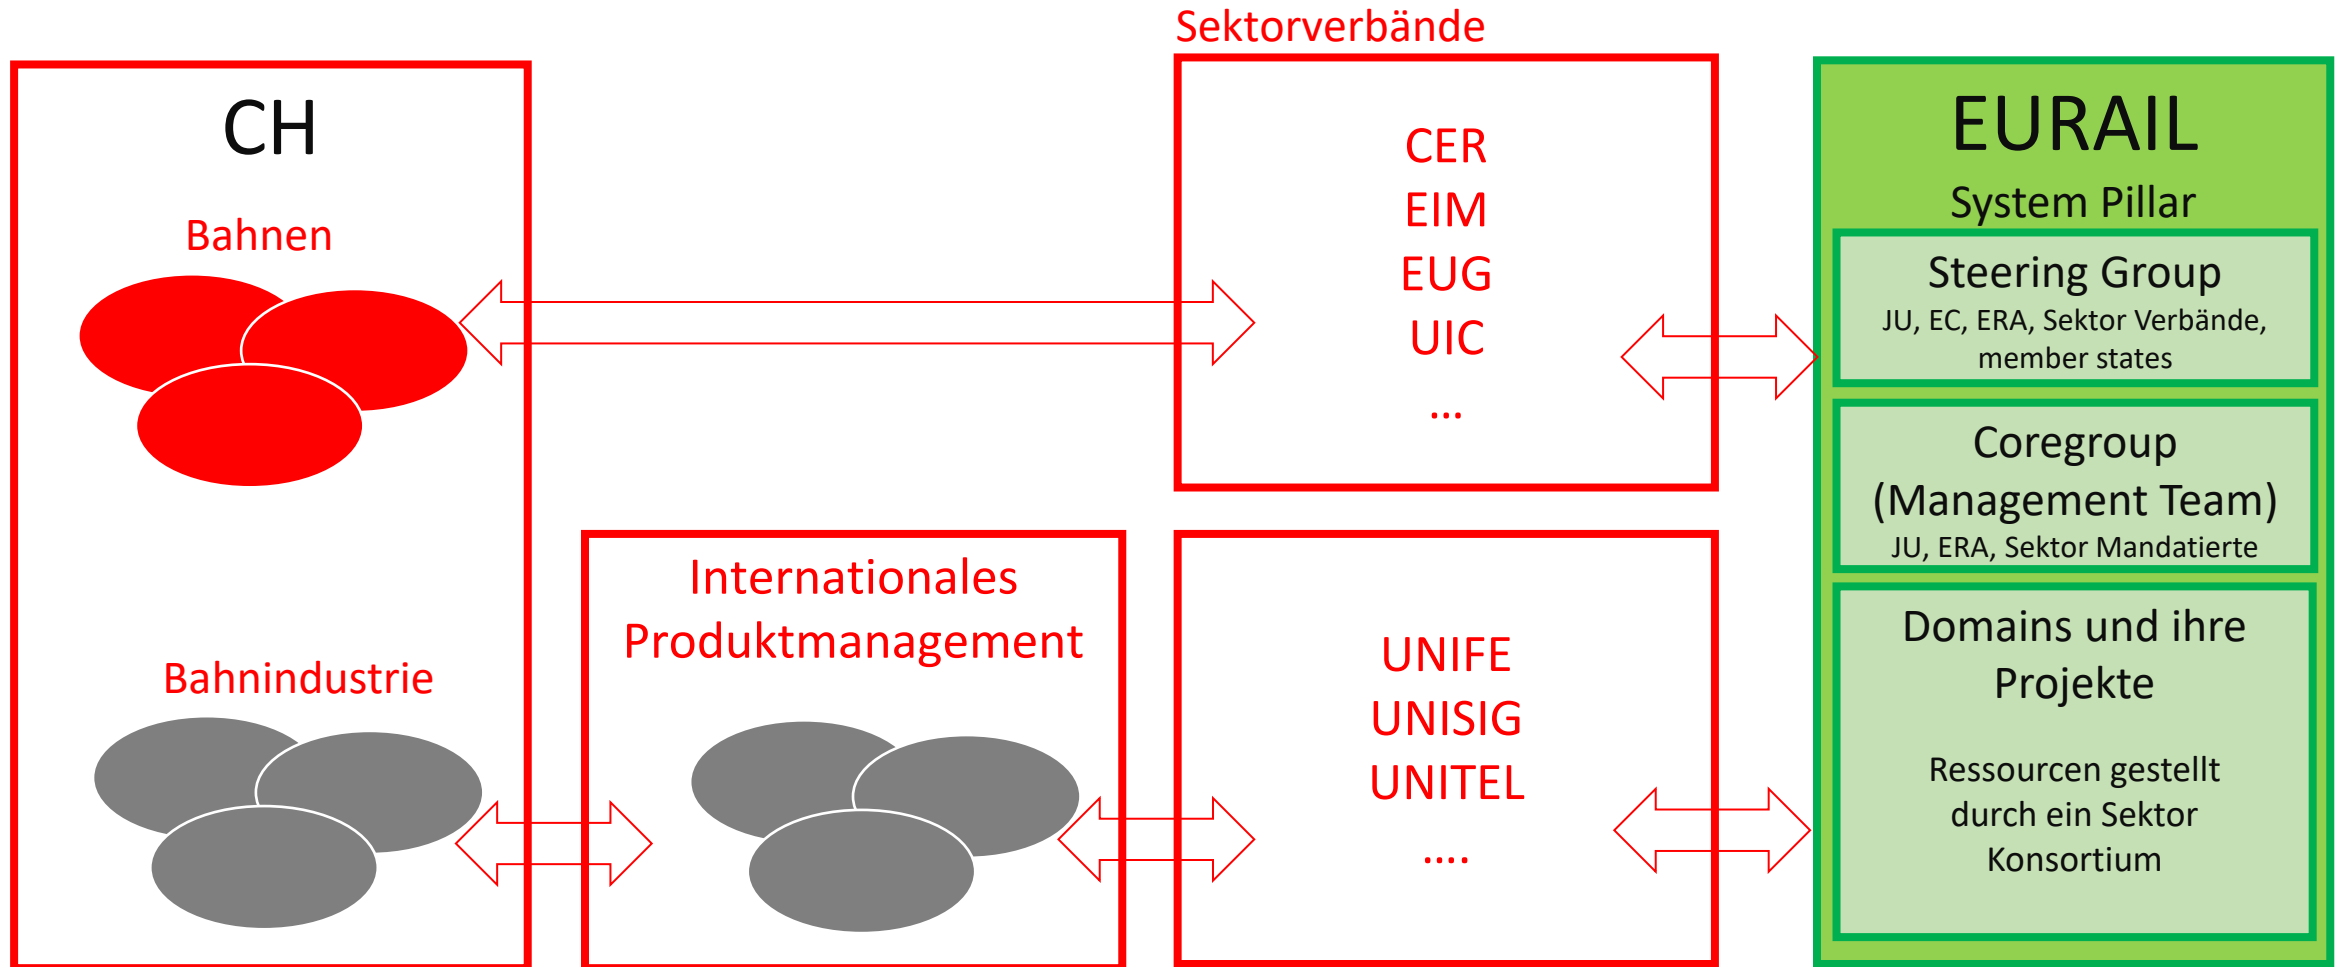 Sektorverbände
CH
Bahnen
Bahnindustrie
Internationales
Produktmanagement
CER
EIM
EUG
UIC
...
UNIFE
UNISIG
UNITEL
....
EURAIL
System Pillar
Steering Group
JU, EC, ERA, Sektor Verbände,
member states
Coregroup
(Management Team)
JU, ERA, Sektor Mandatierte
Domains und ihre
Projekte
Ressourcen gestellt
durch ein Sektor
Konsortium